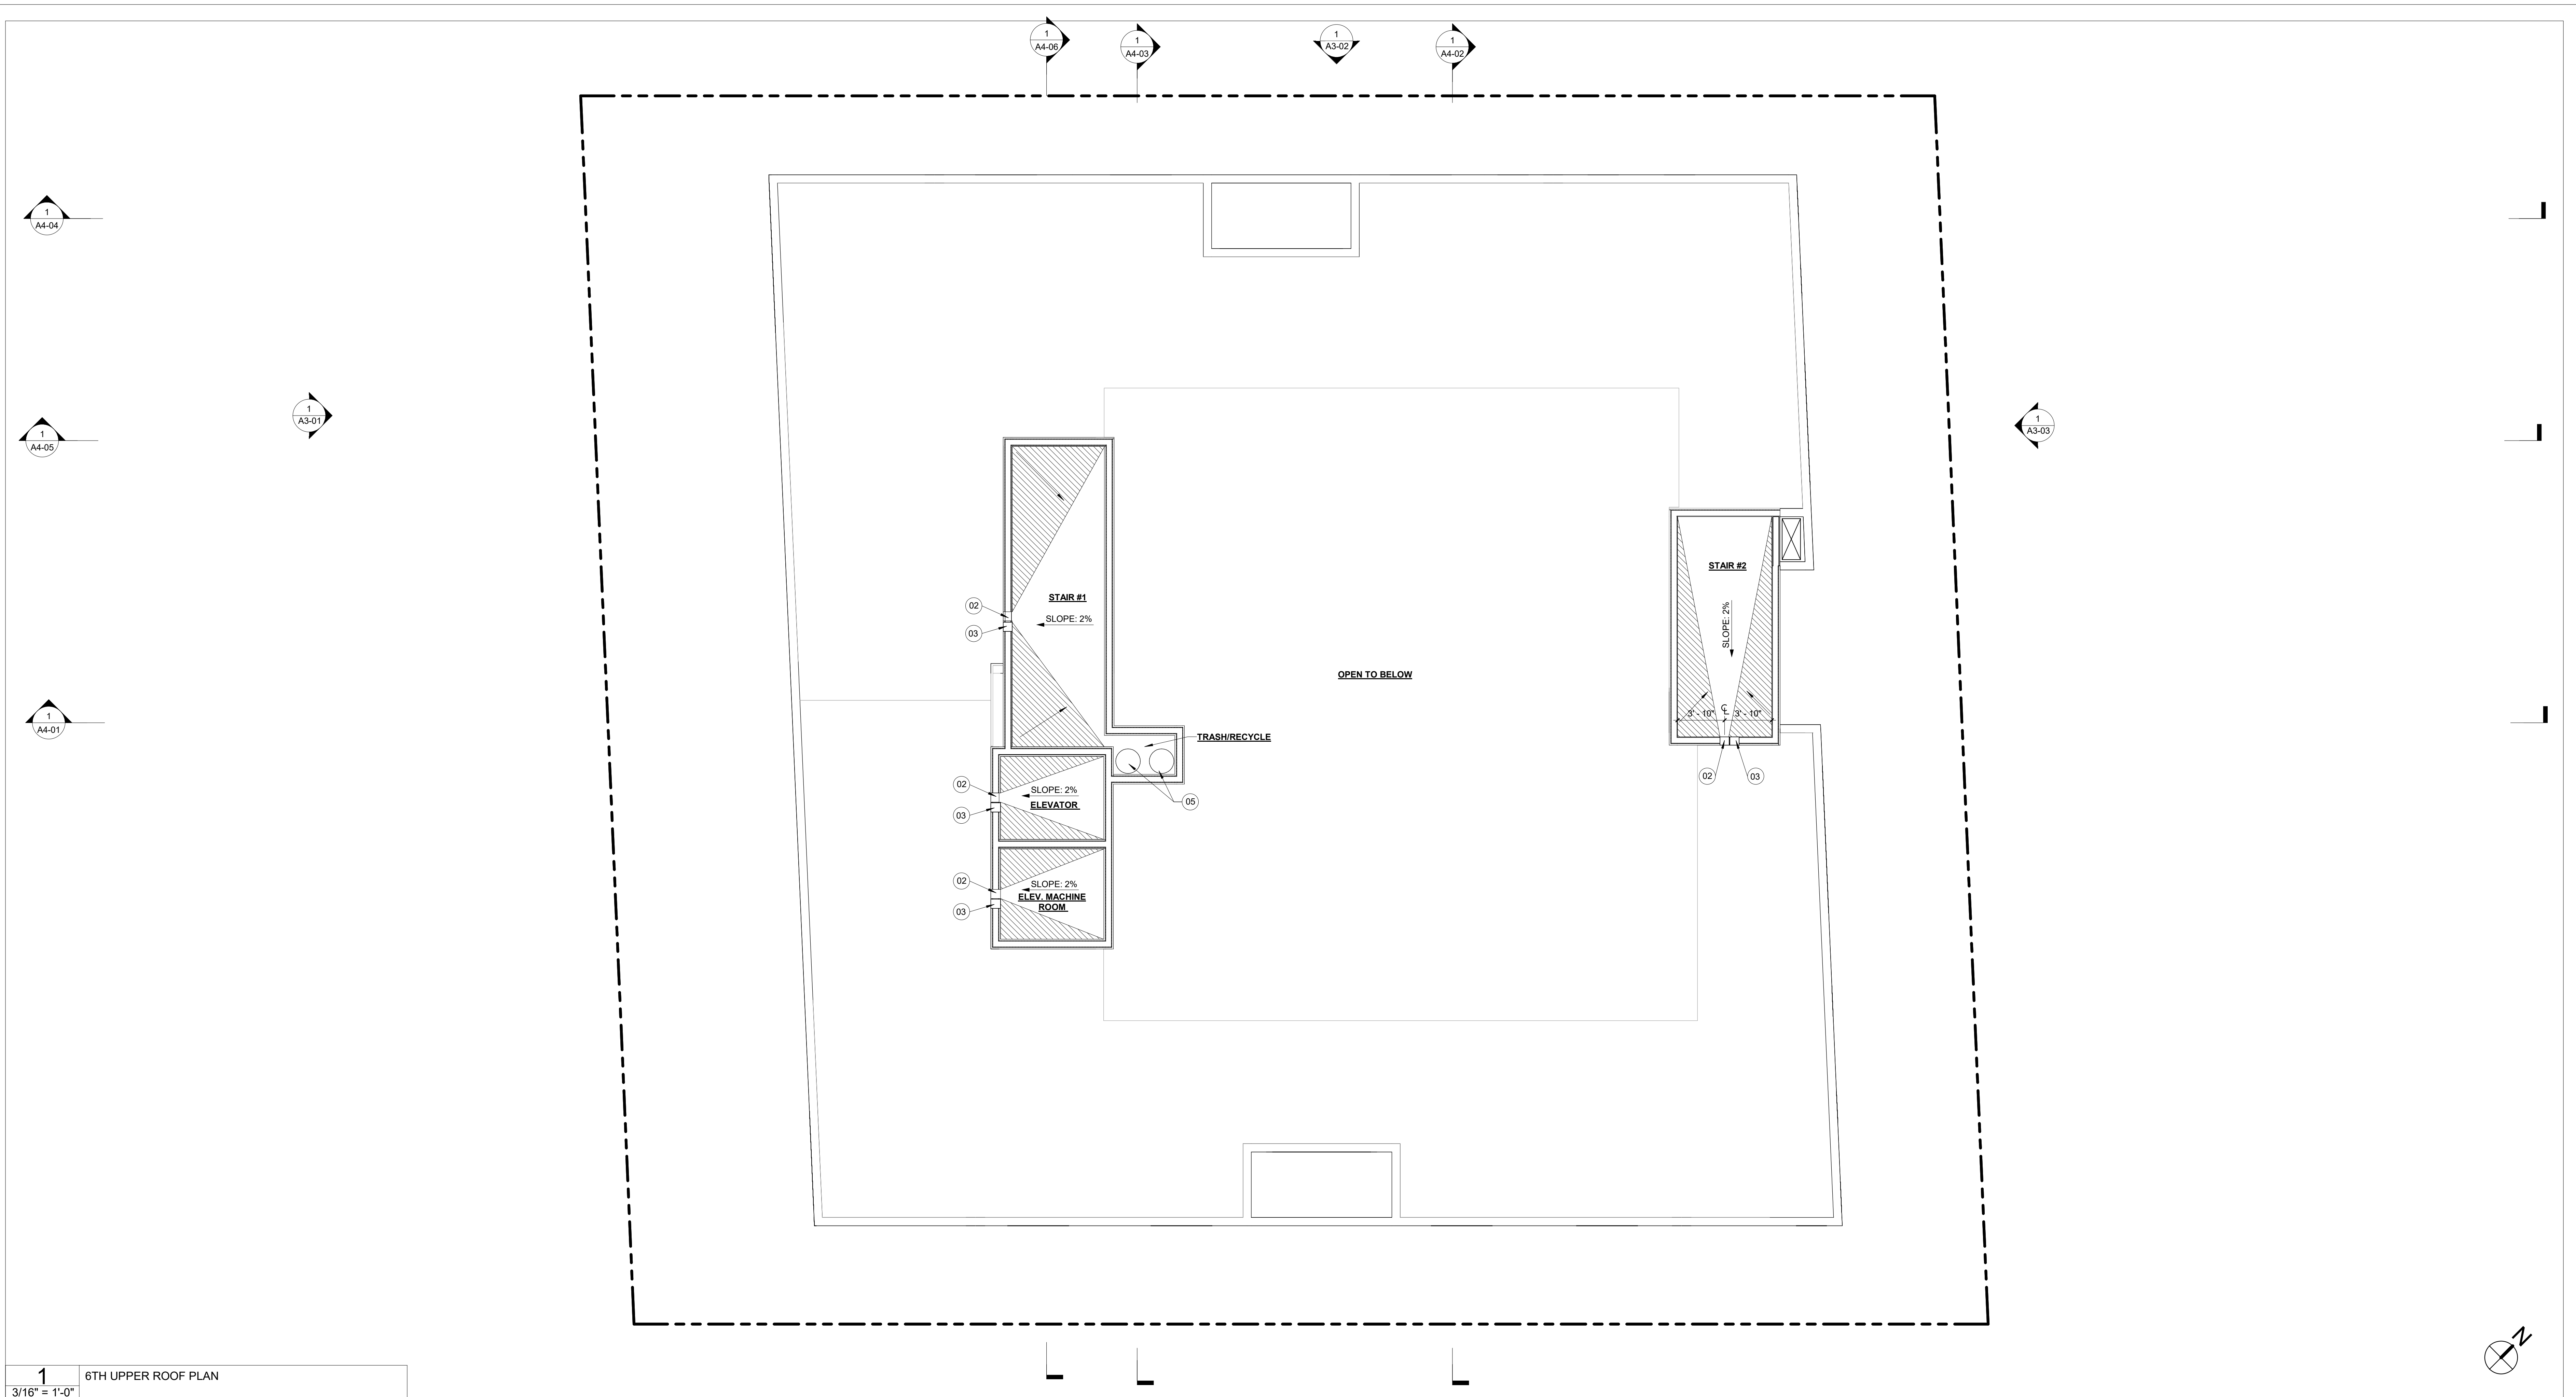 1
A4-06
1
A4-03
1
A3-02
1
A4-02
1
A4-04
1
A3-01
1
A3-03
1
A4-05
STAIR #2
02
STAIR #1
SLOPE: 2%
03
SLOPE: 2%
OPEN TO BELOW
1
A4-01
3' - 10"
℄
3' - 10"
TRASH/RECYCLE
02
03
02
SLOPE: 2%
ELEVATOR
05
03
02
SLOPE: 2%
ELEV. MACHINE
ROOM
03
N
1
6TH UPPER ROOF PLAN
3/16" = 1'-0"